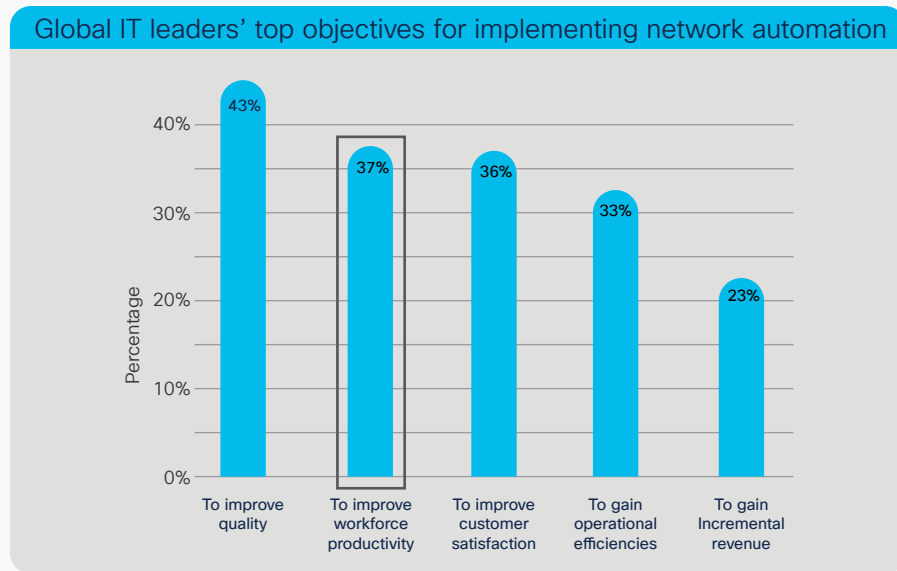 Global IT leaders' top objectives for implementing network automation
43%
37%
36%
33%
23%
40%
30%
20%
10%
0%
Percentage
To improve
quality
To improve
workforce
productivity
To improve
customer
satisfaction
To gain
operational
efficiencies
To gain
Incremental
revenue